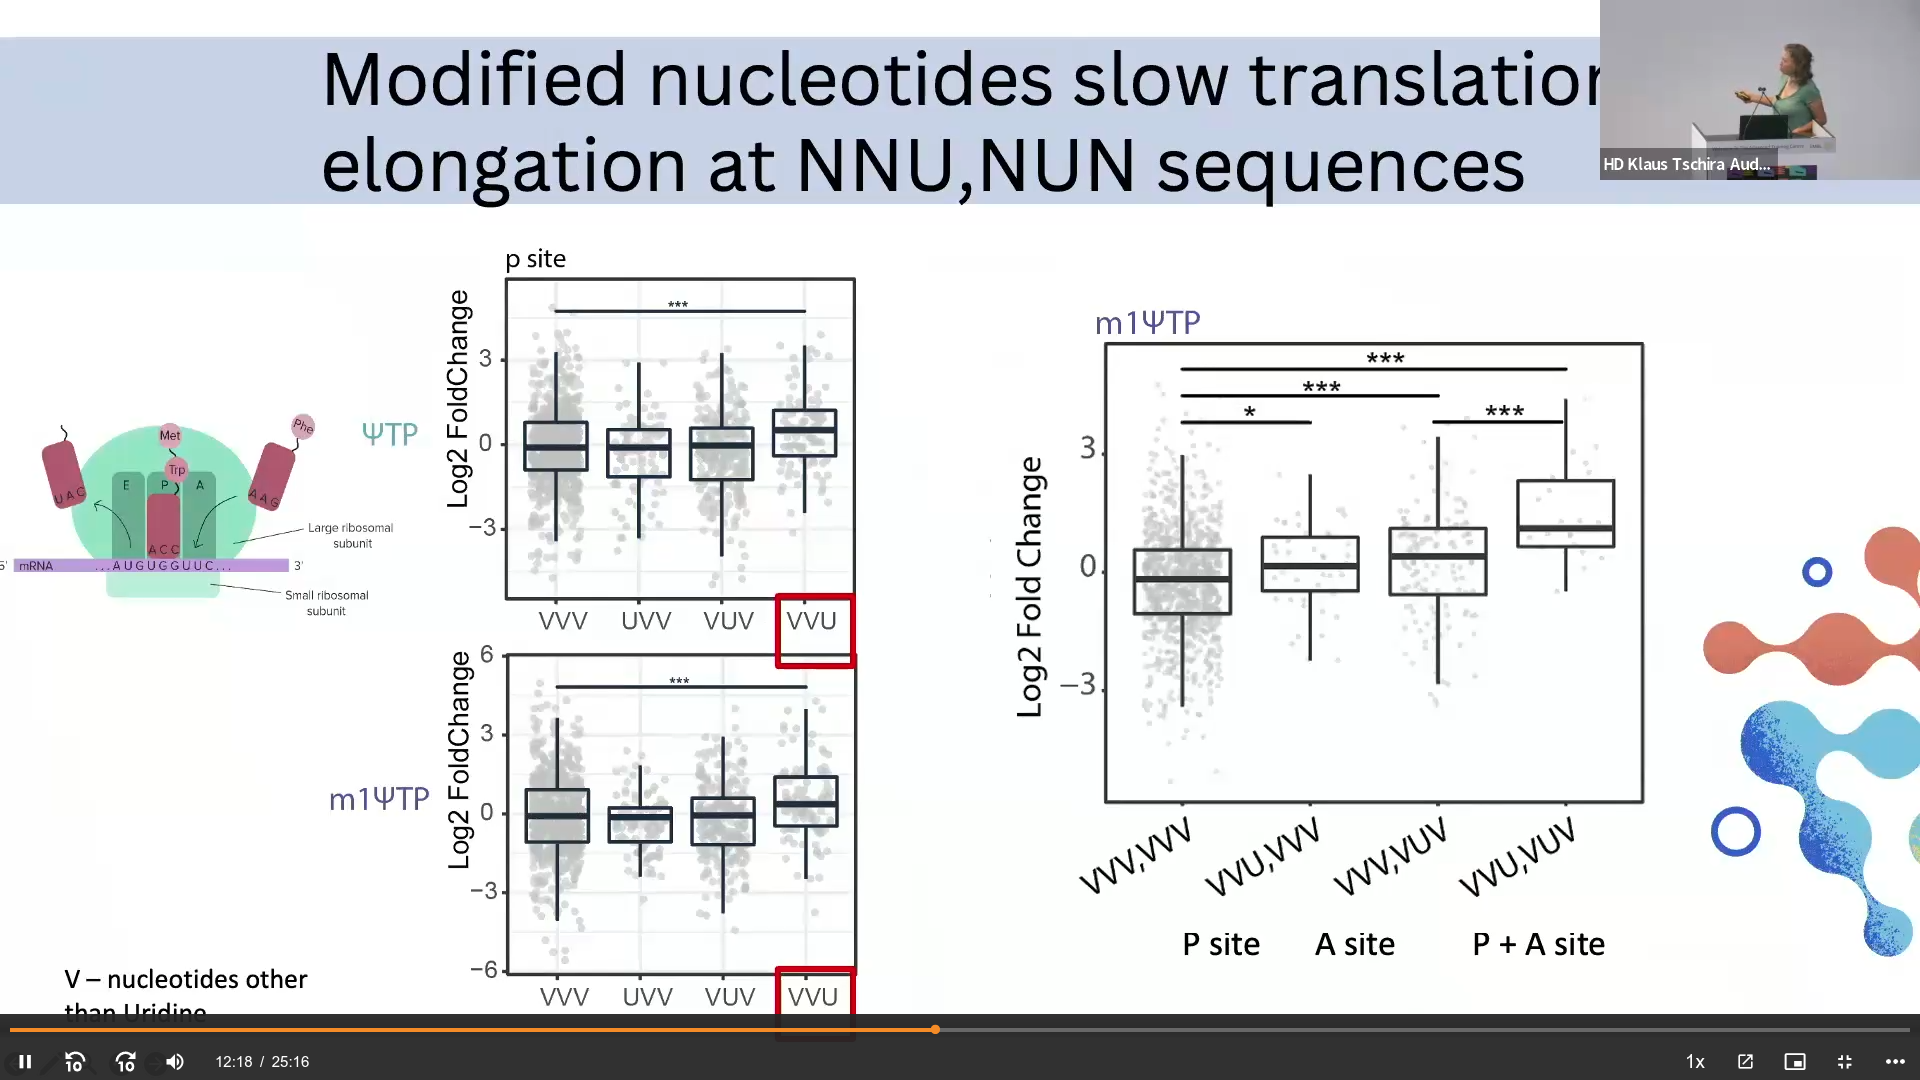 Modified nucleotides slow translation
elongation at NNU,NUN sequences
HD Klaus Tschira Aud...
p site
Log2 FoldChange
***
3
0
−3
ΨTP
VVV UVV VUV VVU
Met
Phe
Trp
E P A
UAC
AAG
ACC
Large ribosomal
subunit
5' mRNA ...AUGUGGUUC... 3'
Small ribosomal
subunit
m1ΨTP
Log2 FoldChange
***
6
3
0
−3
−6
VVV UVV VUV VVU
m1ΨTP
Log2 Fold Change
***
***
* ***
3
0
−3
VVV,VVV VVU,VVV VVV,VUV VVU,VUV
P site A site P + A site
V – nucleotides other
than Uridine
10 10 12:18 / 25:16 1x